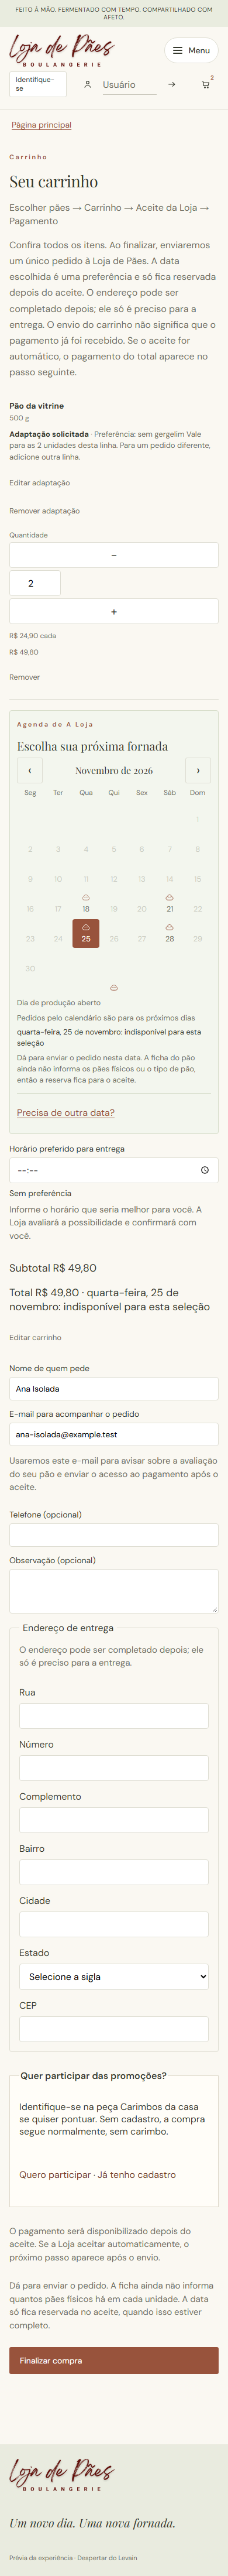 FEITO À MÃO. FERMENTADO COM TEMPO. COMPARTILHADO COM
AFETO.
Loja de Pães
BOULANGERIE
Menu
Identifique-
se
Usuário
→
2
Página principal
Carrinho
Seu carrinho
Escolher pães → Carrinho → Aceite da Loja →
Pagamento
Confira todos os itens. Ao finalizar, enviaremos
um único pedido à Loja de Pães. A data
escolhida é uma preferência e só fica reservada
depois do aceite. O endereço pode ser
completado depois; ele só é preciso para a
entrega. O envio do carrinho não significa que o
pagamento já foi recebido. Se o aceite for
automático, o pagamento do total aparece no
passo seguinte.
Pão da vitrine
500 g
Adaptação solicitada · Preferência: sem gergelim Vale
para as 2 unidades desta linha. Para um pedido diferente,
adicione outra linha.
Editar adaptação
Remover adaptação
Quantidade
−
2
+
R$ 24,90 cada
R$ 49,80
Remover
Agenda de A Loja
Escolha sua próxima fornada
‹ Novembro de 2026 ›
Seg Ter Qua Qui Sex Sáb Dom
1
2 3 4 5 6 7 8
9 10 11 12 13 14 15
16 17 18 19 20 21 22
23 24 25 26 27 28 29
30
Dia de produção aberto
Pedidos pelo calendário são para os próximos dias
quarta-feira, 25 de novembro: indisponível para esta
seleção
Dá para enviar o pedido nesta data. A ficha do pão
ainda não informa os pães físicos ou o tipo de pão,
então a reserva fica para o aceite.
Precisa de outra data?
Horário preferido para entrega
--:--
Sem preferência
Informe o horário que seria melhor para você. A
Loja avaliará a possibilidade e confirmará com
você.
Subtotal R$ 49,80
Total R$ 49,80 · quarta-feira, 25 de
novembro: indisponível para esta seleção
Editar carrinho
Nome de quem pede
Ana Isolada
E-mail para acompanhar o pedido
ana-isolada@example.test
Usaremos este e-mail para avisar sobre a avaliação
do seu pão e enviar o acesso ao pagamento após o
aceite.
Telefone (opcional)
Observação (opcional)
Endereço de entrega
O endereço pode ser completado depois; ele
só é preciso para a entrega.
Rua
Número
Complemento
Bairro
Cidade
Estado
Selecione a sigla
CEP
Quer participar das promoções?
Identifique-se na peça Carimbos da casa
se quiser pontuar. Sem cadastro, a compra
segue normalmente, sem carimbo.
Quero participar · Já tenho cadastro
O pagamento será disponibilizado depois do
aceite. Se a Loja aceitar automaticamente, o
próximo passo aparece após o envio.
Dá para enviar o pedido. A ficha ainda não informa
quantos pães físicos há em cada unidade. A data
só fica reservada no aceite, quando isso estiver
completo.
Finalizar compra
Loja de Pães
BOULANGERIE
Um novo dia. Uma nova fornada.
Prévia da experiência · Despertar do Levain